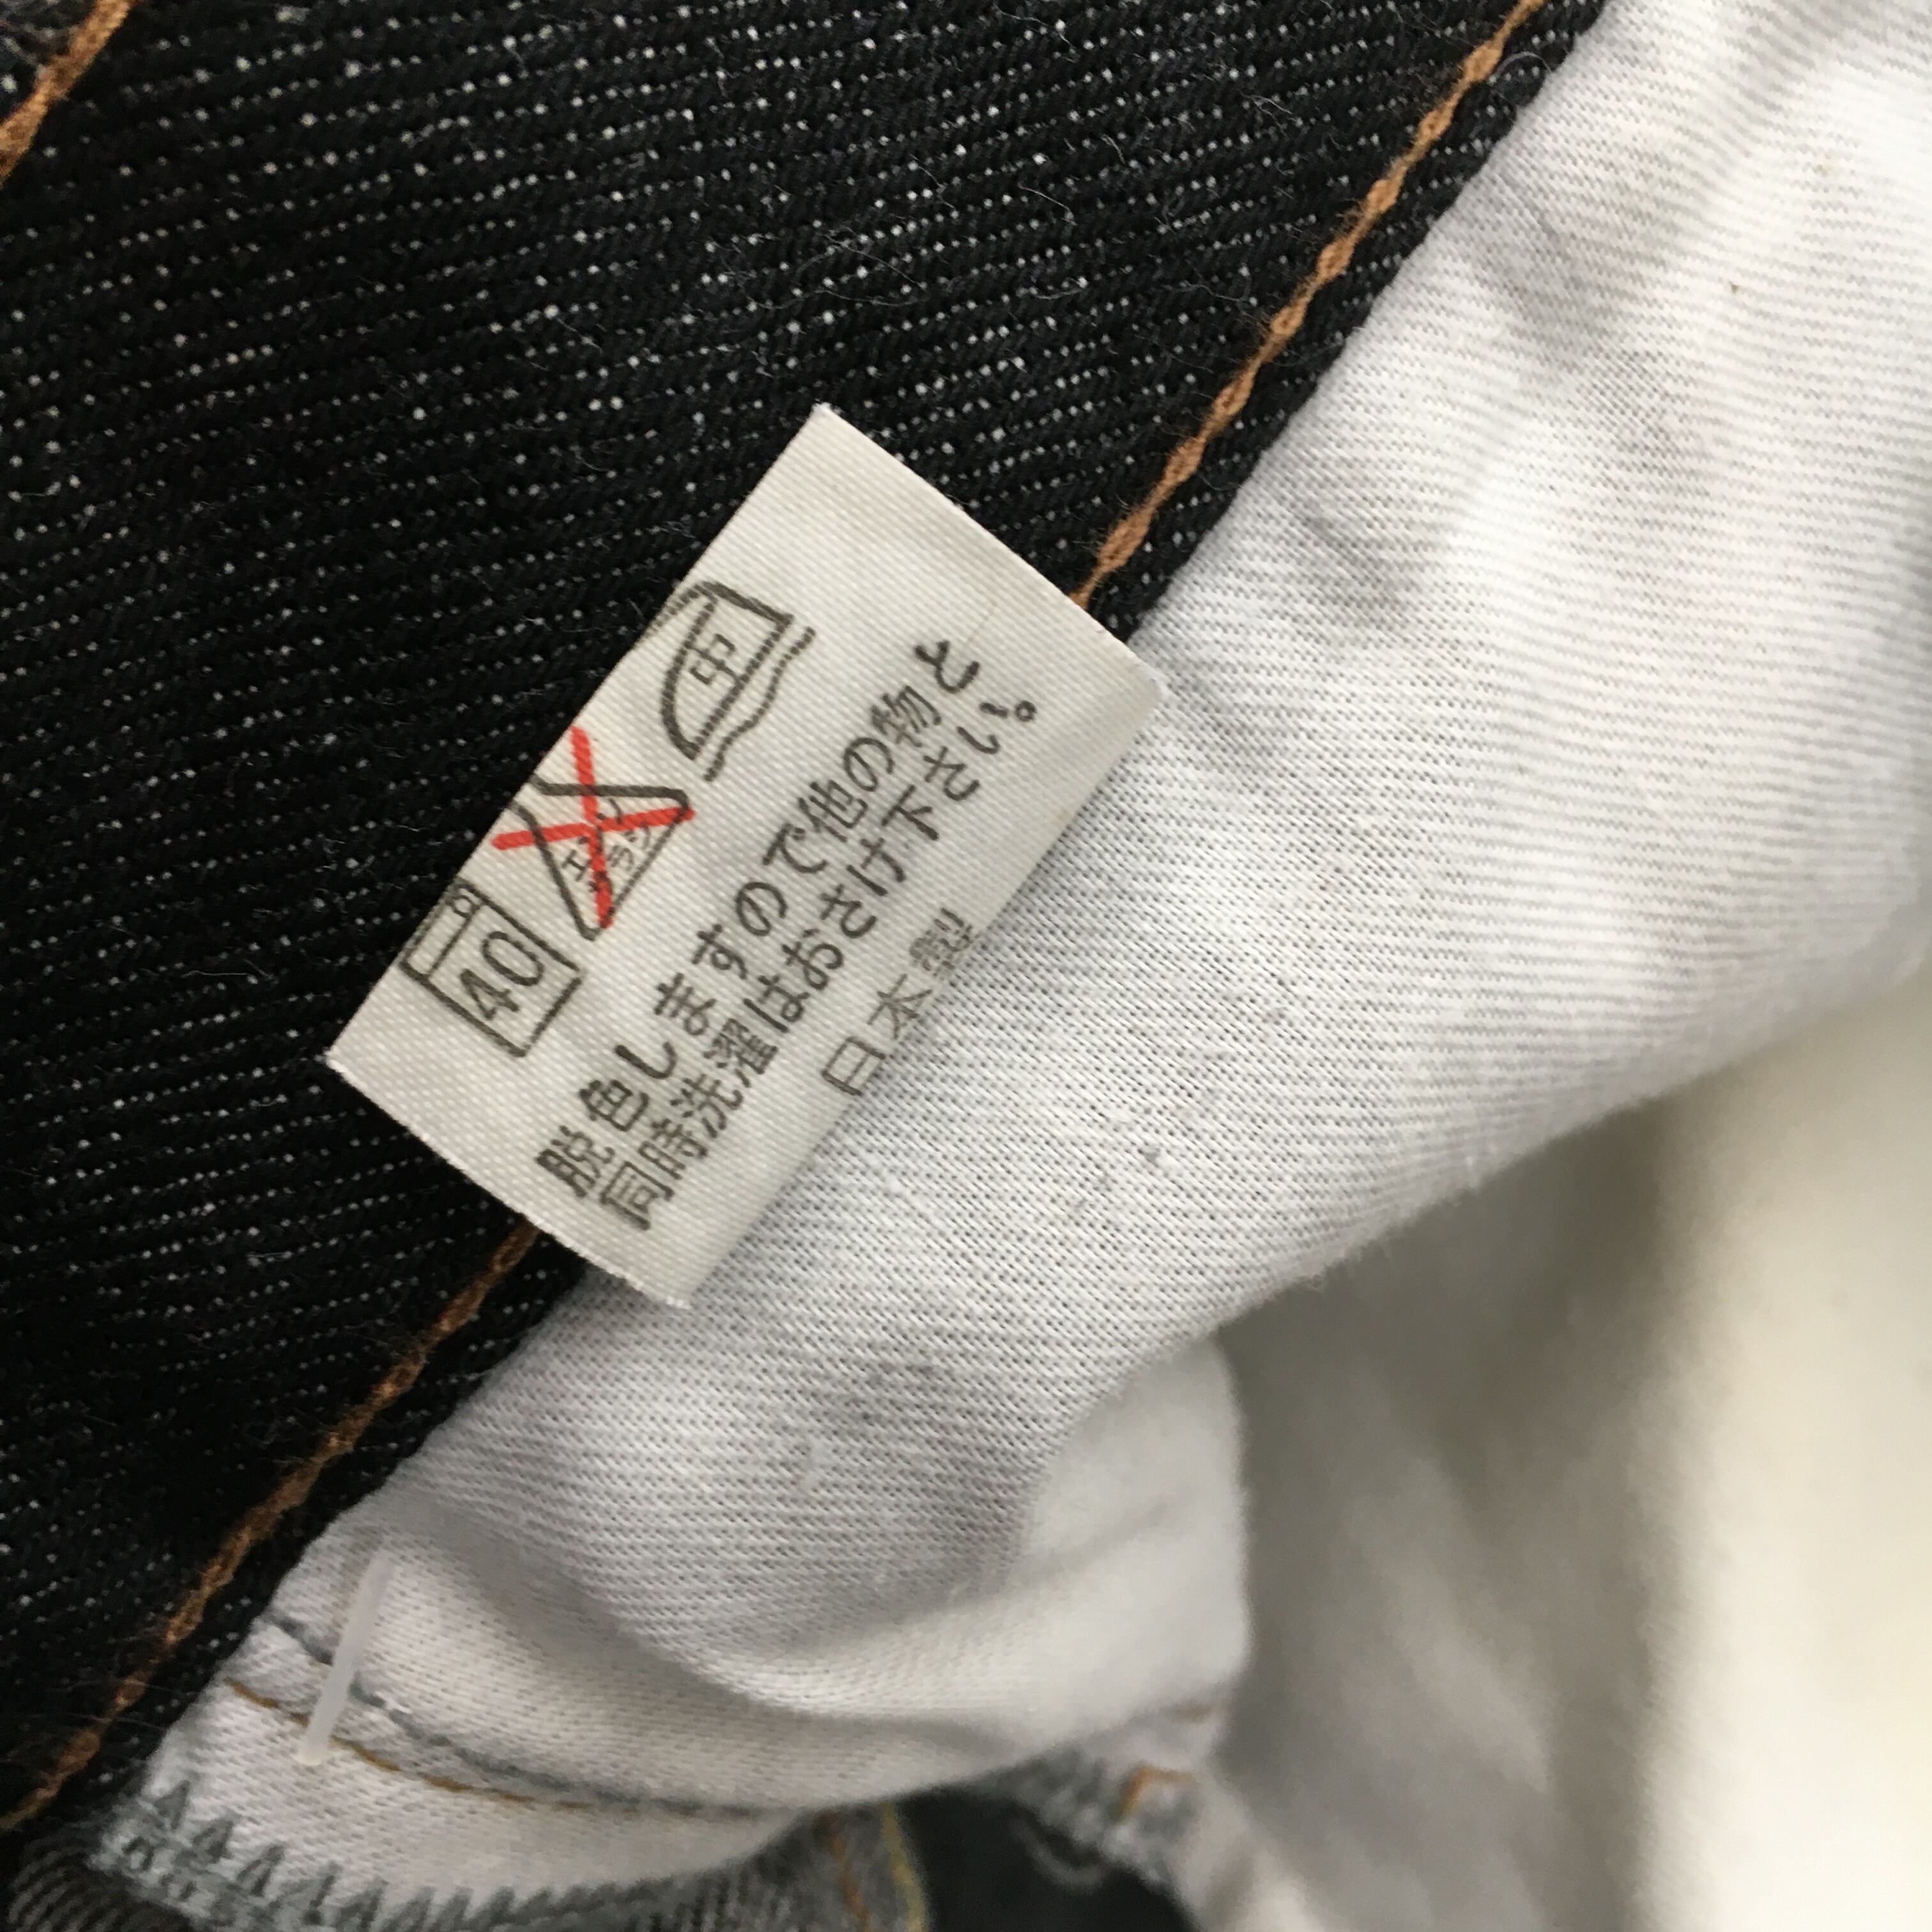 40
エンソ
サラシ
中
脱色しますので他の物と
同時洗濯はおさけ下さい。
日本製